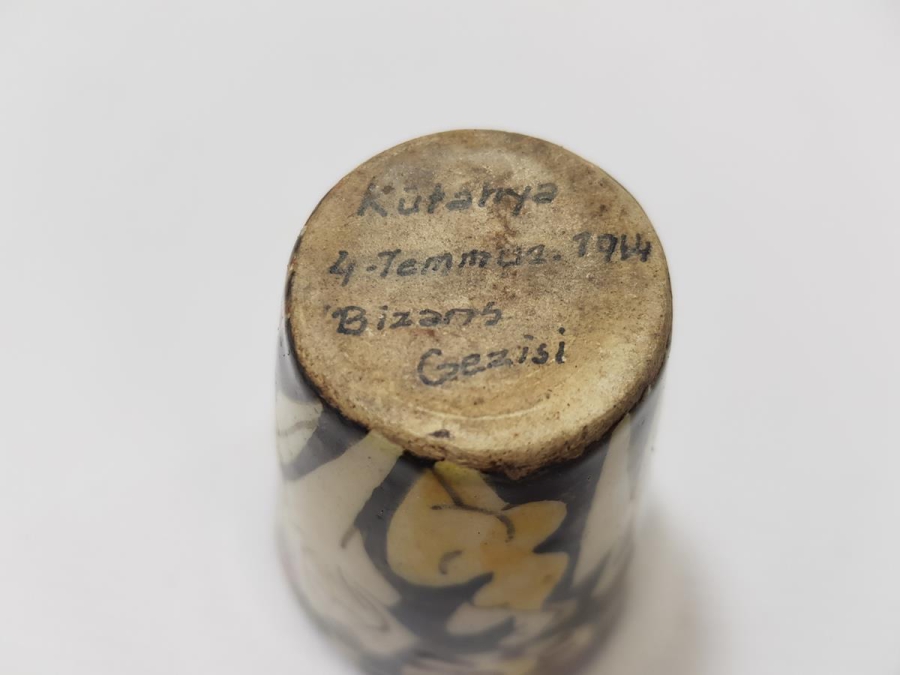 Kütahya
4-Temmuz. 1944
Bizans
Gezisi